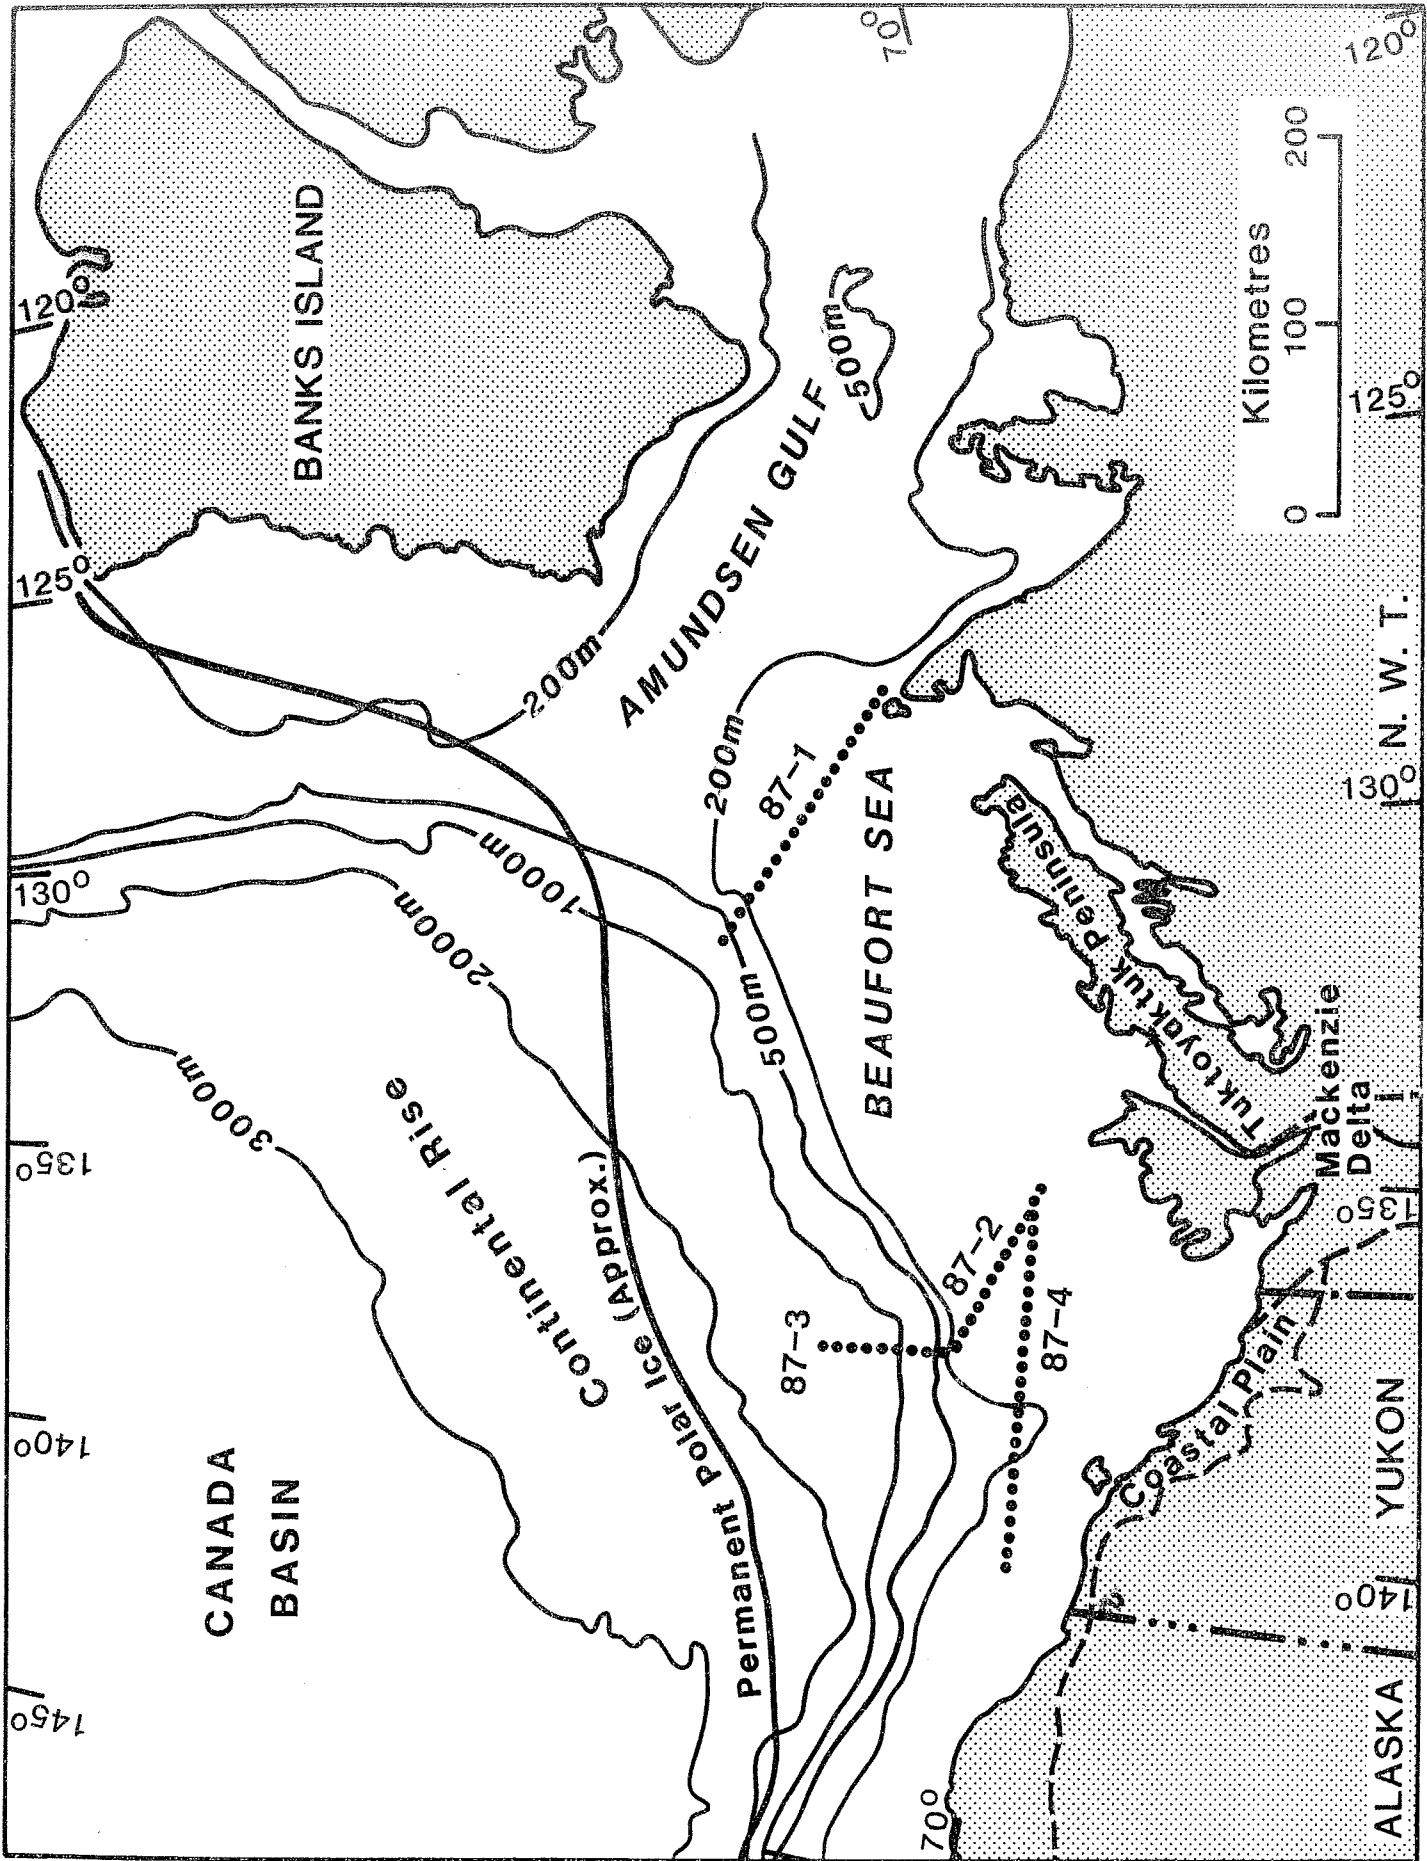 120°
125°
130°
135°
140°
145°
CANADA
BASIN
BANKS ISLAND
3000m
2000m
1000m
Continental Rise
Permanent Polar Ice (Approx.)
200m
AMUNDSEN GULF
500m
200m
500m
BEAUFORT SEA
87-1
87-2
87-3
87-4
70°
70°
Tuktoyaktuk Peninsula
Mackenzie
Delta
Coastal Plain
Kilometres
0 100 200
ALASKA
YUKON
N. W. T.
140°
135°
130°
125°
120°